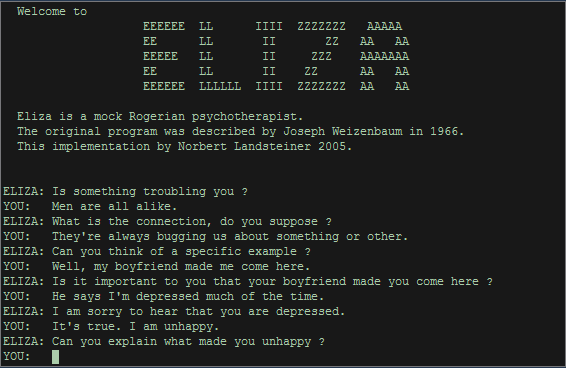 Welcome to
EEEEEE LL IIII ZZZZZZZ AAAAA
EE LL II ZZ AA AA
EEEEE LL II ZZZ AAAAAAA
EE LL II ZZ AA AA
EEEEEE LLLLLL IIII ZZZZZZZ AA AA
Eliza is a mock Rogerian psychotherapist.
The original program was described by Joseph Weizenbaum in 1966.
This implementation by Norbert Landsteiner 2005.
ELIZA: Is something troubling you ?
YOU: Men are all alike.
ELIZA: What is the connection, do you suppose ?
YOU: They're always bugging us about something or other.
ELIZA: Can you think of a specific example ?
YOU: Well, my boyfriend made me come here.
ELIZA: Is it important to you that your boyfriend made you come here ?
YOU: He says I'm depressed much of the time.
ELIZA: I am sorry to hear that you are depressed.
YOU: It's true. I am unhappy.
ELIZA: Can you explain what made you unhappy ?
YOU: